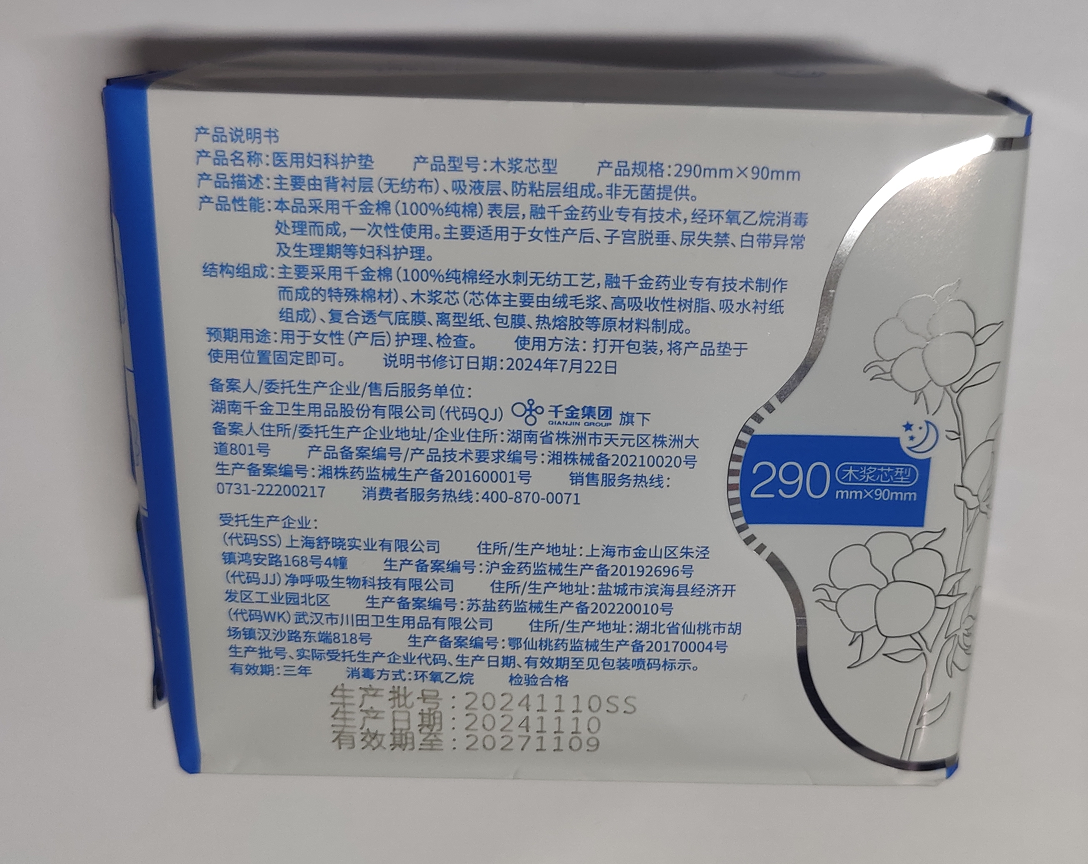 产品说明书
产品名称：医用妇科护垫 产品型号：木浆芯型 产品规格：290mm×90mm
产品描述：主要由背衬层（无纺布）、吸液层、防粘层组成。非无菌提供。
产品性能：本品采用千金棉（100%纯棉）表层，融千金药业专有技术，经环氧乙烷消毒
处理而成，一次性使用。主要适用于女性产后、子宫脱垂、尿失禁、白带异常
及生理期等妇科护理。
结构组成：主要采用千金棉（100%纯棉经水刺无纺工艺，融千金药业专有技术制作
而成的特殊棉材）、木浆芯（芯体主要由绒毛浆、高吸收性树脂、吸水衬纸
组成）、复合透气底膜、离型纸、包膜、热熔胶等原材料制成。
预期用途：用于女性（产后）护理、检查。 使用方法：打开包装，将产品垫于
使用位置固定即可。 说明书修订日期：2024年7月22日
备案人/委托生产企业/售后服务单位：
湖南千金卫生用品股份有限公司（代码QJ） 千金集团 QIANJIN GROUP 旗下
备案人住所/委托生产企业地址/企业住所：湖南省株洲市天元区株洲大
道801号 产品备案编号/产品技术要求编号：湘株械备20210020号
生产备案编号：湘株药监械生产备20160001号 销售服务热线：
0731-22200217 消费者服务热线：400-870-0071
受托生产企业：
（代码SS）上海舒晓实业有限公司 住所/生产地址：上海市金山区朱泾
镇鸿安路168号4幢 生产备案编号：沪金药监械生产备20192696号
（代码JJ）净呼吸生物科技有限公司 住所/生产地址：盐城市滨海县经济开
发区工业园北区 生产备案编号：苏盐药监械生产备20220010号
（代码WK）武汉市川田卫生用品有限公司 住所/生产地址：湖北省仙桃市胡
场镇汉沙路东端818号 生产备案编号：鄂仙桃药监械生产备20170004号
生产批号、实际受托生产企业代码、生产日期、有效期至见包装喷码标示。
有效期：三年 消毒方式：环氧乙烷 检验合格
生产批号：20241110SS
生产日期：20241110
有效期至：20271109
290 木浆芯型
mm×90mm